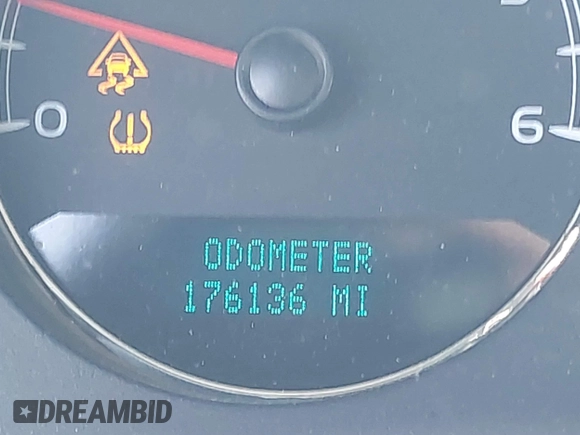 0
6
ODOMETER
176136 MI
DREAMBID